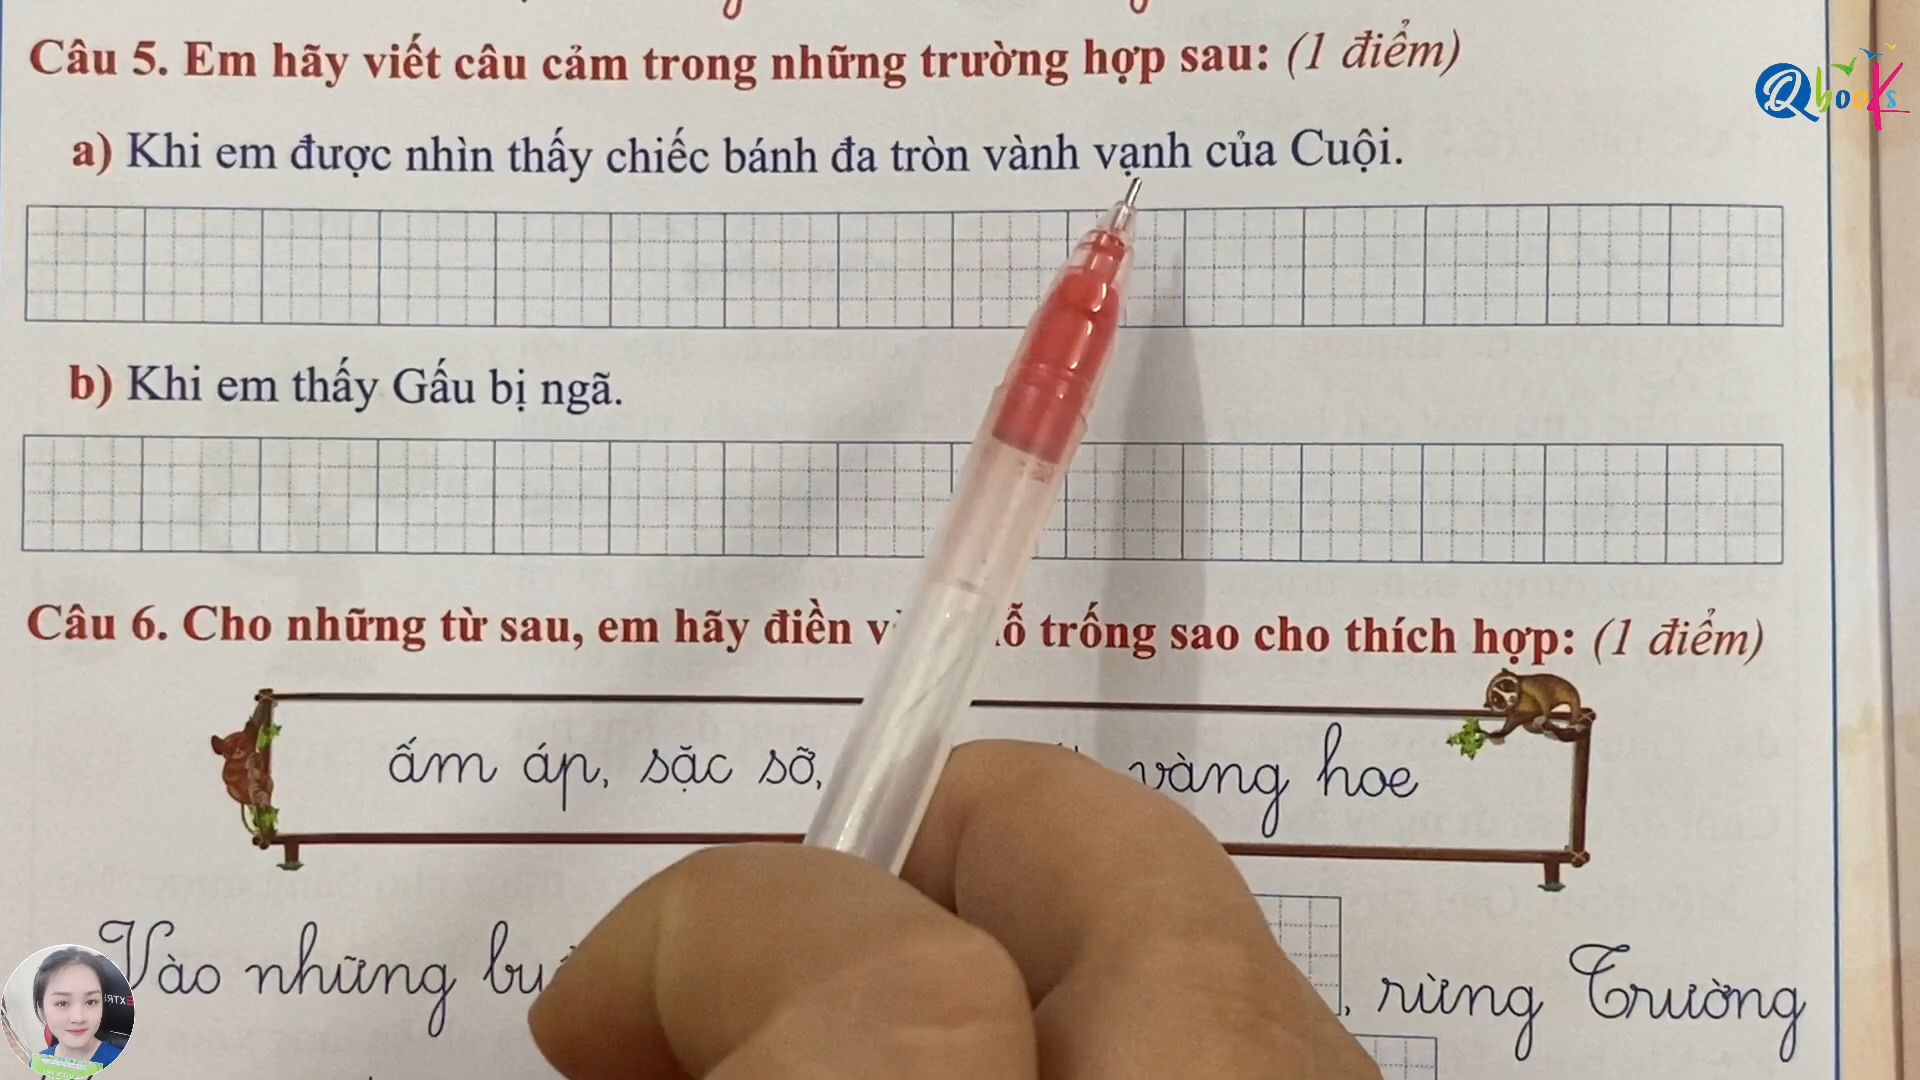 Câu 5. Em hãy viết câu cảm trong những trường hợp sau: (1 điểm)
Qbooks
a) Khi em được nhìn thấy chiếc bánh đa tròn vành vạnh của Cuội.
b) Khi em thấy Gấu bị ngã.
Câu 6. Cho những từ sau, em hãy điền trống sao cho thích hợp: (1 điểm)
ấm áp, sặc sỡ, vàng hoe
Vào những , rừng Trường